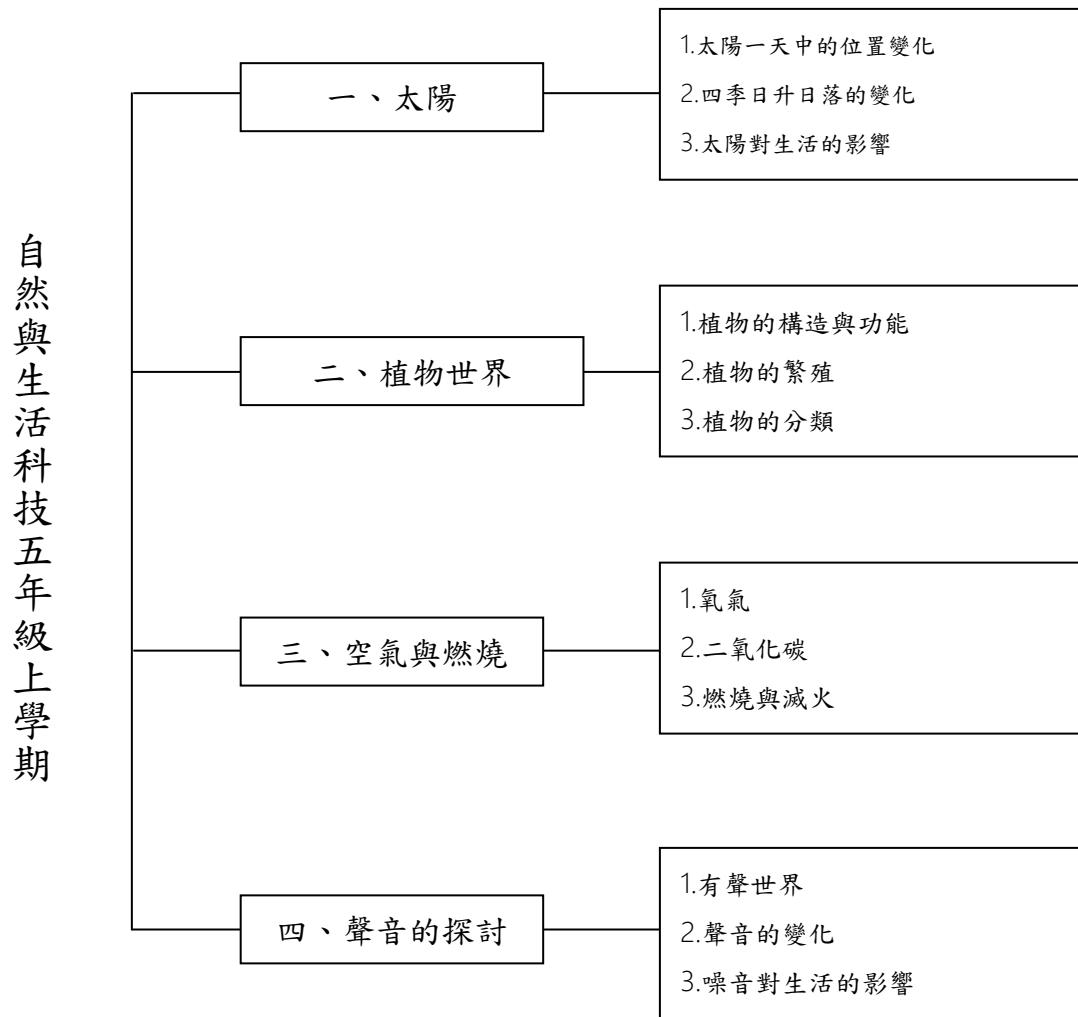 自然與生活科技五年級上學期
一、太陽
1.太陽一天中的位置變化
2.四季日升日落的變化
3.太陽對生活的影響
二、植物世界
1.植物的構造與功能
2.植物的繁殖
3.植物的分類
三、空氣與燃燒
1.氧氣
2.二氧化碳
3.燃燒與滅火
四、聲音的探討
1.有聲世界
2.聲音的變化
3.噪音對生活的影響